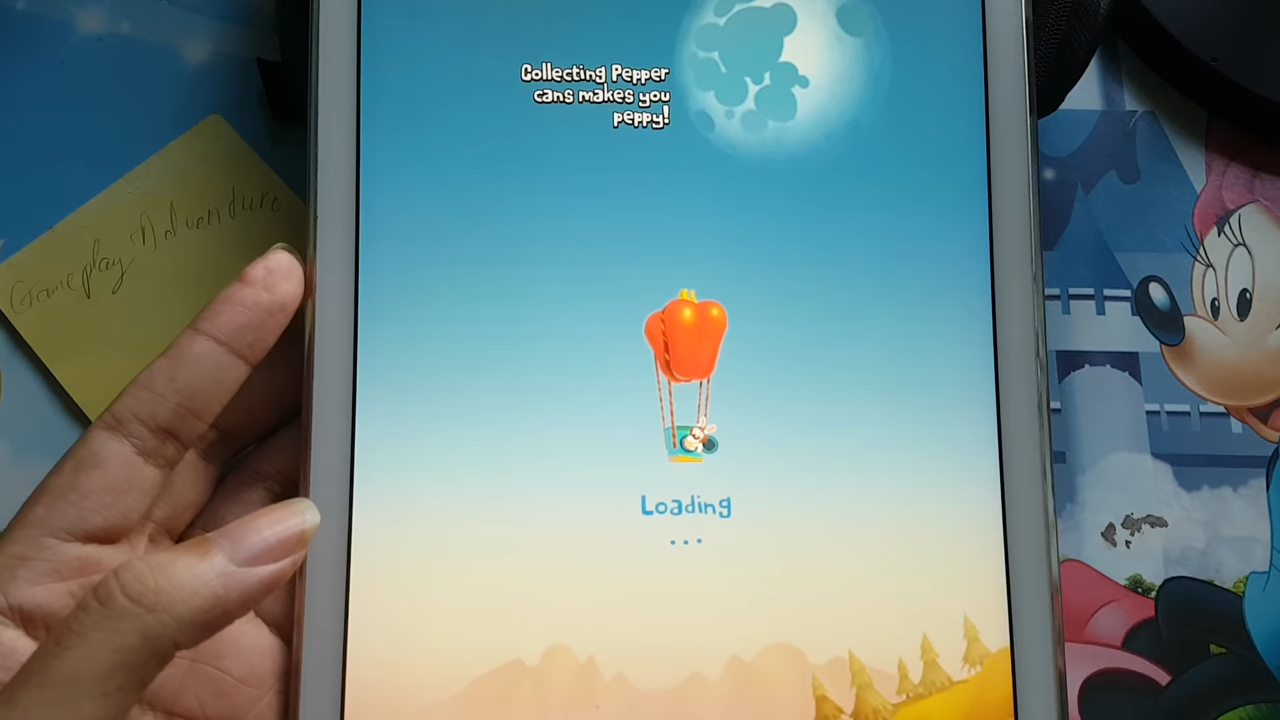 Gameplay Adventure
Collecting Pepper
cans makes you
peppy!
Loading
...